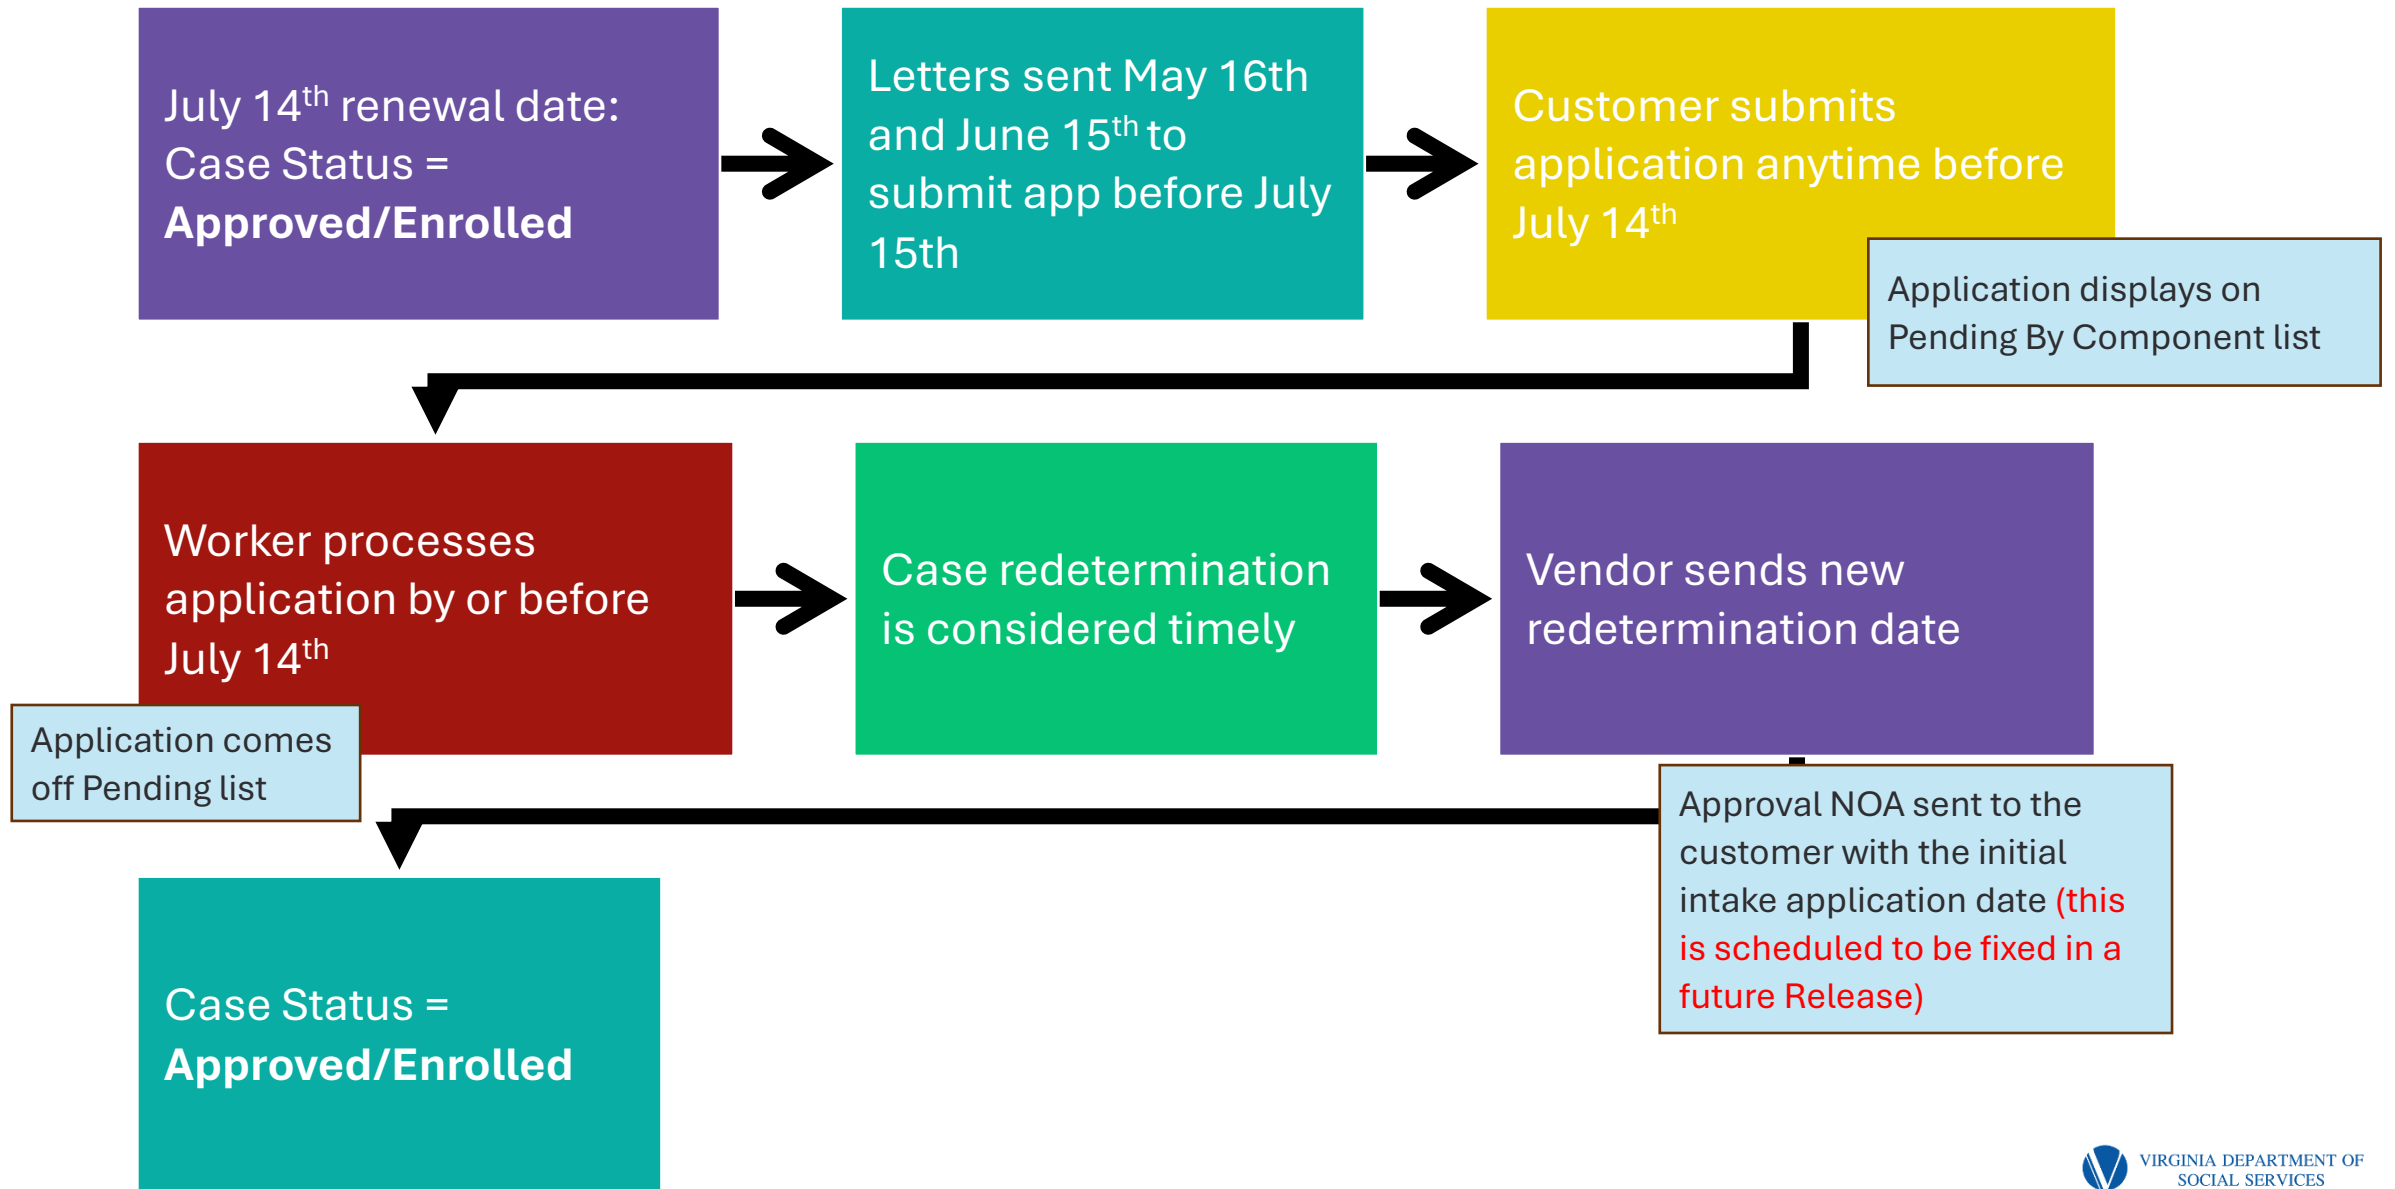 July 14th renewal date:
Case Status =
Approved/Enrolled
Letters sent May 16th
and June 15th to
submit app before July
15th
Customer submits
application anytime before
July 14th
Application displays on
Pending By Component list
Worker processes
application by or before
July 14th
Application comes
off Pending list
Case redetermination
is considered timely
Vendor sends new
redetermination date
Approval NOA sent to the
customer with the initial
intake application date (this
is scheduled to be fixed in a
future Release)
Case Status =
Approved/Enrolled
VIRGINIA DEPARTMENT OF
SOCIAL SERVICES